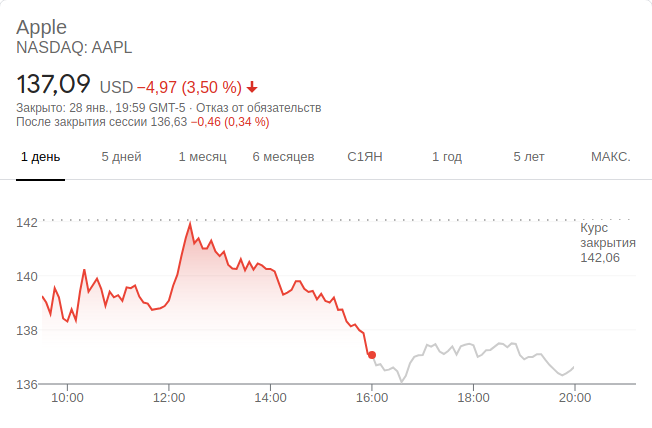 Apple
NASDAQ: AAPL
137,09 USD −4,97 (3,50 %)
Закрыто: 28 янв., 19:59 GMT-5 · Отказ от обязательств
После закрытия сессии 136,63 −0,46 (0,34 %)
1 день 5 дней 1 месяц 6 месяцев С1ЯН 1 год 5 лет МАКС.
142
Курс
закрытия
142,06
140
138
136
10:00 12:00 14:00 16:00 18:00 20:00